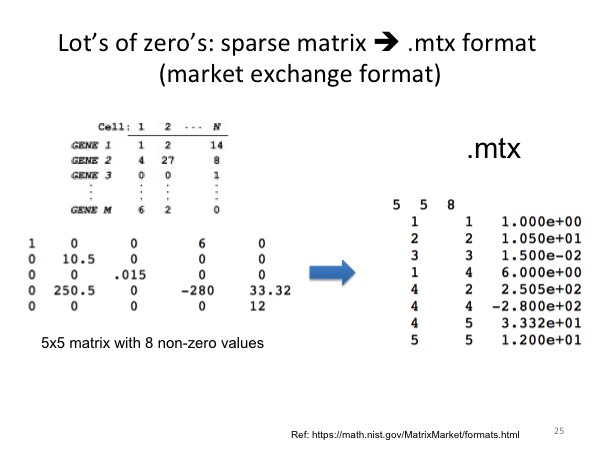 Lot’s of zero’s: sparse matrix ➔ .mtx format
(market exchange format)
Cell: 1 2 ··· N
GENE 1 1 2 14
GENE 2 4 27 8
GENE 3 0 0 1
GENE M 6 2 0
1 0 0 6 0
0 10.5 0 0 0
0 0 .015 0 0
0 250.5 0 -280 33.32
0 0 0 0 12
5x5 matrix with 8 non-zero values
.mtx
5 5 8
1 1 1.000e+00
2 2 1.050e+01
3 3 1.500e-02
1 4 6.000e+00
4 2 2.505e+02
4 4 -2.800e+02
4 5 3.332e+01
5 5 1.200e+01
Ref: https://math.nist.gov/MatrixMarket/formats.html
25